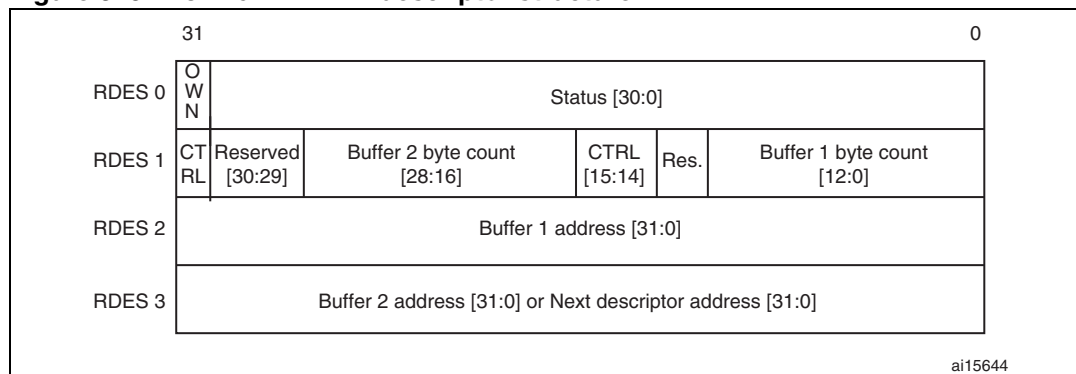 31 0
RDES 0
O
W
N
Status [30:0]
RDES 1
CT
RL
Reserved
[30:29]
Buffer 2 byte count
[28:16]
CTRL
[15:14]
Res.
Buffer 1 byte count
[12:0]
RDES 2
Buffer 1 address [31:0]
RDES 3
Buffer 2 address [31:0] or Next descriptor address [31:0]
ai15644